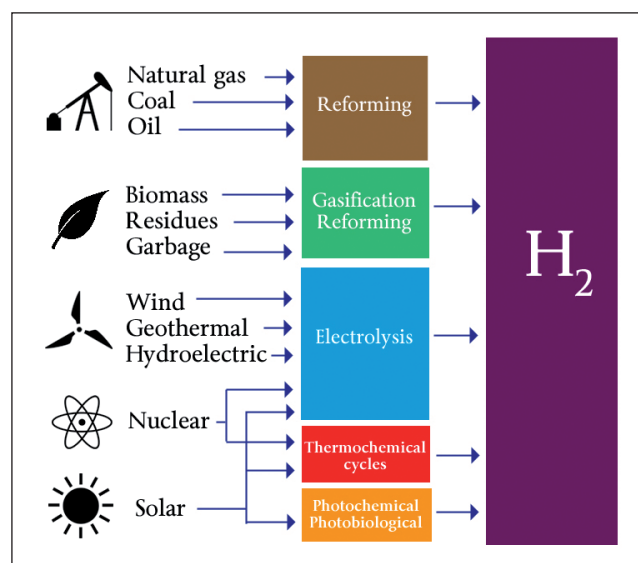 Natural gas
Coal
Oil
Reforming
Biomass
Residues
Garbage
Gasification
Reforming
Wind
Geothermal
Hydroelectric
Electrolysis
Nuclear
Thermochemical
cycles
Solar
Photochemical
Photobiological
H₂